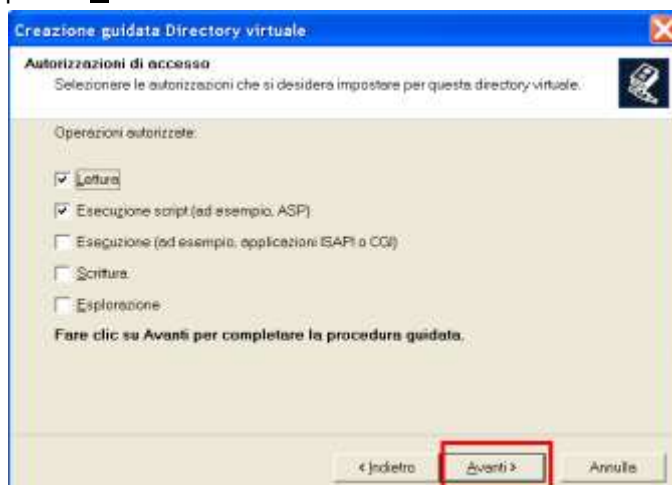 Creazione guidata Directory virtuale
Autorizzazioni di accesso
Selezionare le autorizzazioni che si desidera impostare per questa directory virtuale.
Operazioni autorizzate:
Lettura
Esecuzione script (ad esempio, ASP)
Esecuzione (ad esempio, applicazioni ISAPI o CGI)
Scrittura
Esplorazione
Fare clic su Avanti per completare la procedura guidata.
< Indietro
Avanti >
Annulla